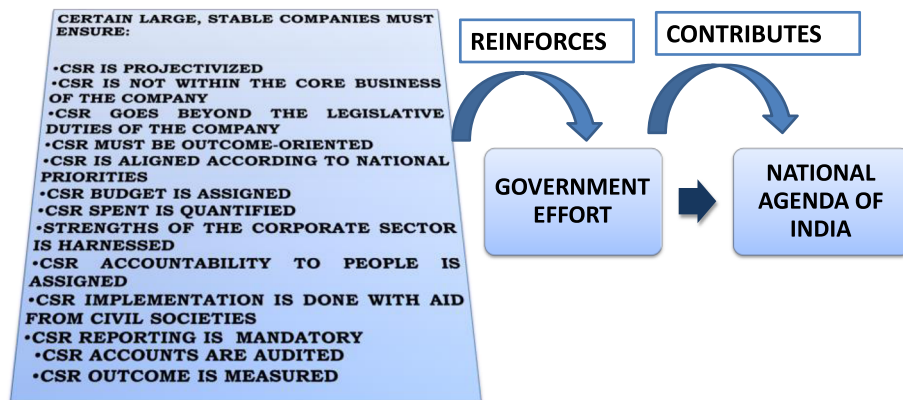 CERTAIN LARGE, STABLE COMPANIES MUST
ENSURE:
•CSR IS PROJECTIVIZED
•CSR IS NOT WITHIN THE CORE BUSINESS
OF THE COMPANY
•CSR GOES BEYOND THE LEGISLATIVE
DUTIES OF THE COMPANY
•CSR MUST BE OUTCOME-ORIENTED
•CSR IS ALIGNED ACCORDING TO NATIONAL
PRIORITIES
•CSR BUDGET IS ASSIGNED
•CSR SPENT IS QUANTIFIED
•STRENGTHS OF THE CORPORATE SECTOR
IS HARNESSED
•CSR ACCOUNTABILITY TO PEOPLE IS
ASSIGNED
•CSR IMPLEMENTATION IS DONE WITH AID
FROM CIVIL SOCIETIES
•CSR REPORTING IS MANDATORY
•CSR ACCOUNTS ARE AUDITED
•CSR OUTCOME IS MEASURED
REINFORCES
CONTRIBUTES
GOVERNMENT
EFFORT
NATIONAL
AGENDA OF
INDIA